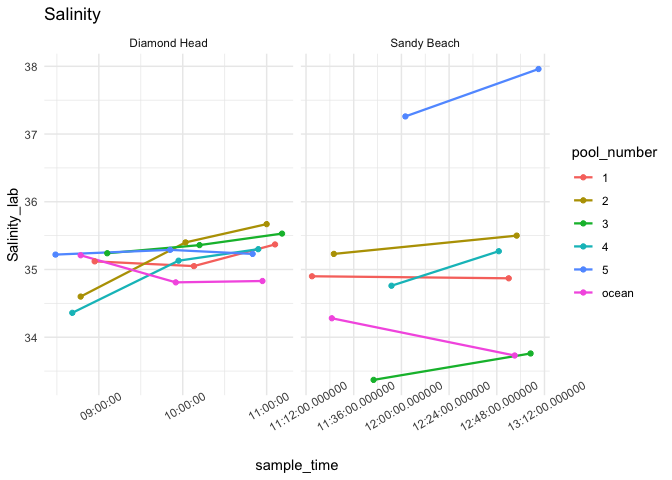 Salinity
Diamond Head
Sandy Beach
38
37
36
35
34
Salinity_lab
09:00:00
10:00:00
11:00:00
11:12:00.000000
11:36:00.000000
12:00:00.000000
12:24:00.000000
12:48:00.000000
13:12:00.000000
sample_time
pool_number
1
2
3
4
5
ocean